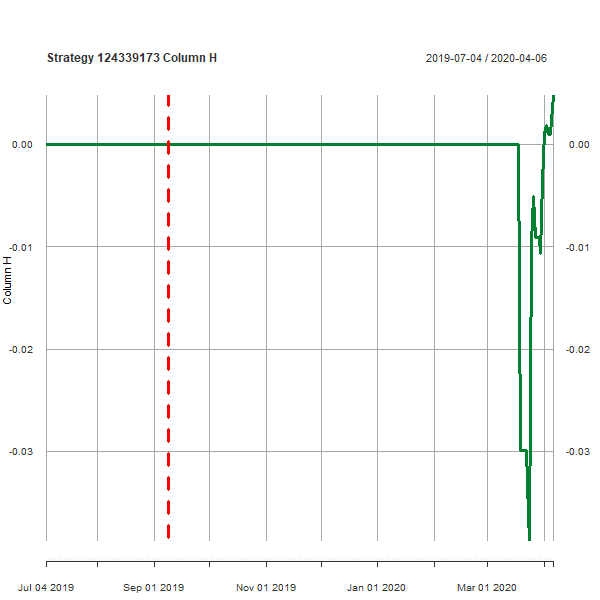 Strategy 124339173 Column H
2019-07-04 / 2020-04-06
0.00 0.00
-0.01 -0.01
Column H
-0.02 -0.02
-0.03 -0.03
Jul 04 2019 Sep 01 2019 Nov 01 2019 Jan 01 2020 Mar 01 2020